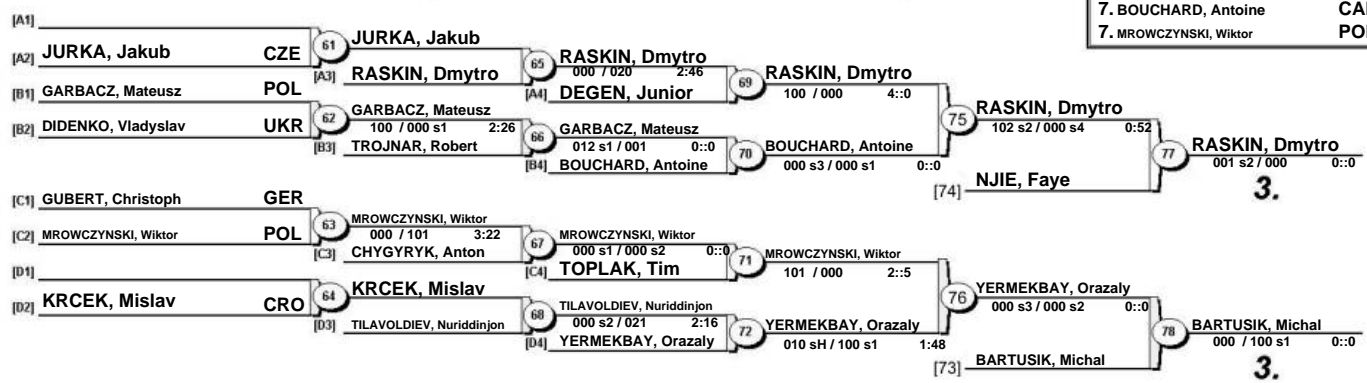 7. BOUCHARD, Antoine
7. MROWCZYNSKI, Wiktor POL
[A1]
[A2] JURKA, Jakub CZE
61
JURKA, Jakub
[A3] RASKIN, Dmytro
65
RASKIN, Dmytro
000 / 020 2:46
[A4] DEGEN, Junior
69
RASKIN, Dmytro
100 / 000 4::0
[B1] GARBACZ, Mateusz POL
[B2] DIDENKO, Vladyslav UKR
62
GARBACZ, Mateusz
100 / 000 s1 2:26
[B3] TROJNAR, Robert
66
GARBACZ, Mateusz
012 s1 / 001 0::0
[B4] BOUCHARD, Antoine
70
BOUCHARD, Antoine
000 s3 / 000 s1 0::0
75
RASKIN, Dmytro
102 s2 / 000 s4 0:52
[74] NJIE, Faye
77
RASKIN, Dmytro
001 s2 / 000 0::0
3.
[C1] GUBERT, Christoph GER
[C2] MROWCZYNSKI, Wiktor POL
63
MROWCZYNSKI, Wiktor
000 / 101 3:22
[C3] CHYGYRYK, Anton
67
MROWCZYNSKI, Wiktor
000 s1 / 000 s2 0::0
[C4] TOPLAK, Tim
71
MROWCZYNSKI, Wiktor
101 / 000 2::5
[D1]
[D2] KRCEK, Mislav CRO
64
KRCEK, Mislav
[D3] TILAVOLDIEV, Nuriddinjon
68
TILAVOLDIEV, Nuriddinjon
000 s2 / 021 2:16
[D4] YERMEKBAY, Orazaly
72
YERMEKBAY, Orazaly
010 sH / 100 s1 1:48
76
YERMEKBAY, Orazaly
000 s3 / 000 s2 0::0
[73] BARTUSIK, Michal
78
BARTUSIK, Michal
000 / 100 s1 0::0
3.